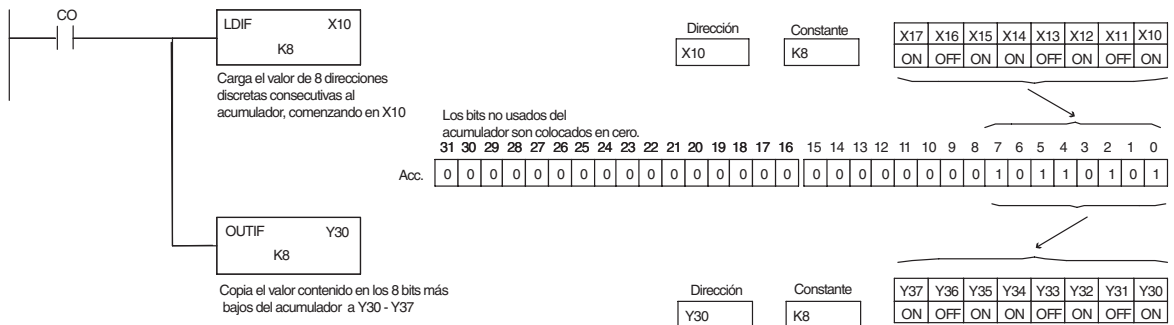 CO
LDIF X10
K8
Carga el valor de 8 direcciones
discretas consecutivas al
acumulador, comenzando en X10
Dirección Constante
X10 K8
X17 X16 X15 X14 X13 X12 X11 X10
ON OFF ON ON OFF ON OFF ON
Los bits no usados del
acumulador son colocados en cero.
31 30 29 28 27 26 25 24 23 22 21 20 19 18 17 16 15 14 13 12 11 10 9 8 7 6 5 4 3 2 1 0
Acc. 0 0 0 0 0 0 0 0 0 0 0 0 0 0 0 0 0 0 0 0 0 0 0 0 1 0 1 1 0 1 0 1
OUTIF Y30
K8
Copia el valor contenido en los 8 bits más
bajos del acumulador a Y30 - Y37
Dirección Constante
Y30 K8
Y37 Y36 Y35 Y34 Y33 Y32 Y31 Y30
ON OFF ON ON OFF ON OFF ON